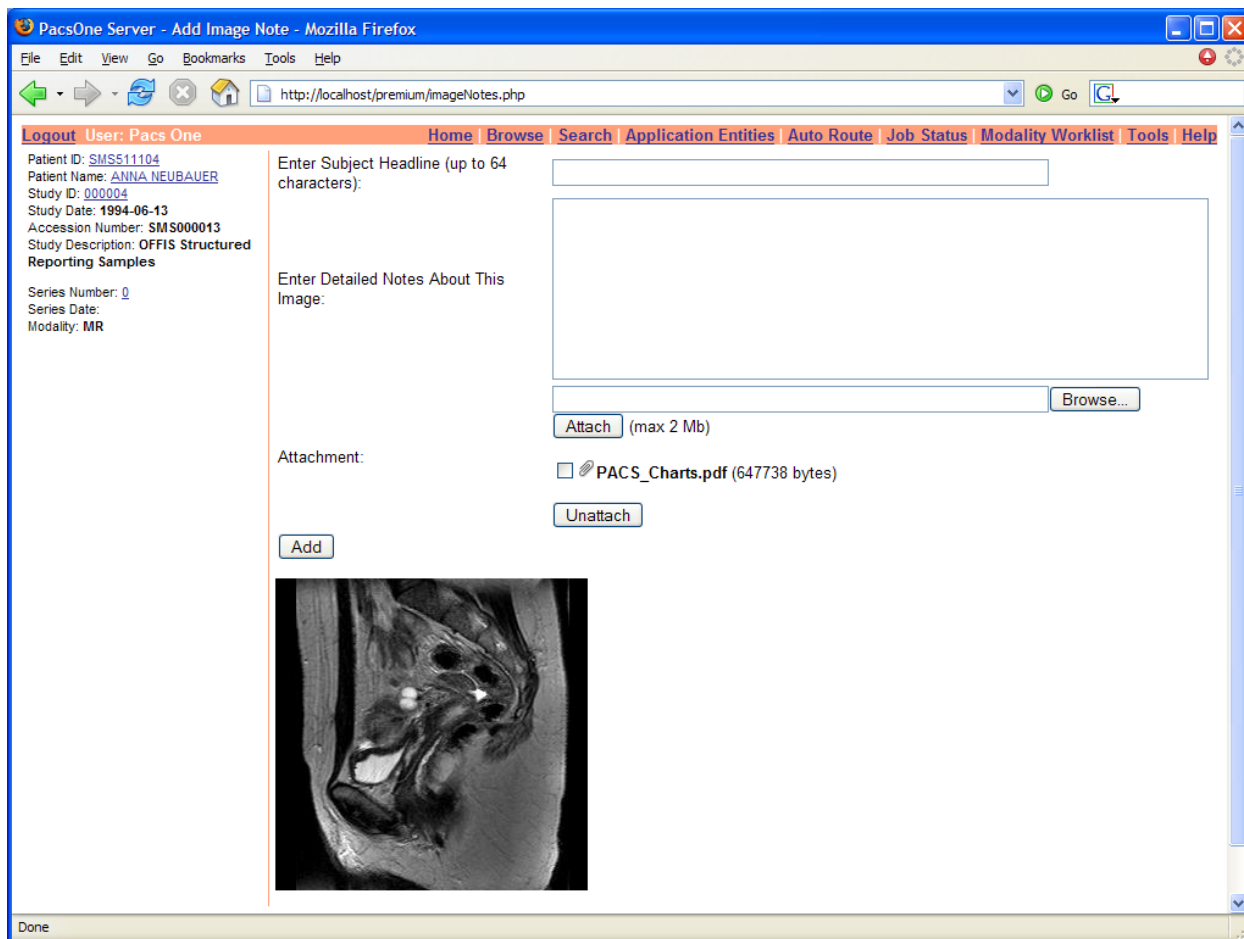 PacsOne Server - Add Image Note - Mozilla Firefox
File Edit View Go Bookmarks Tools Help
http://localhost/premium/imageNotes.php Go G
Logout User: Pacs One Home | Browse | Search | Application Entities | Auto Route | Job Status | Modality Worklist | Tools | Help
Patient ID: SMS511104
Patient Name: ANNA NEUBAUER
Study ID: 000004
Study Date: 1994-06-13
Accession Number: SMS000013
Study Description: OFFIS Structured
Reporting Samples
Series Number: 0
Series Date:
Modality: MR
Enter Subject Headline (up to 64
characters):
Enter Detailed Notes About This
Image:
Browse...
Attach (max 2 Mb)
Attachment:
PACS_Charts.pdf (647738 bytes)
Unattach
Add
Done